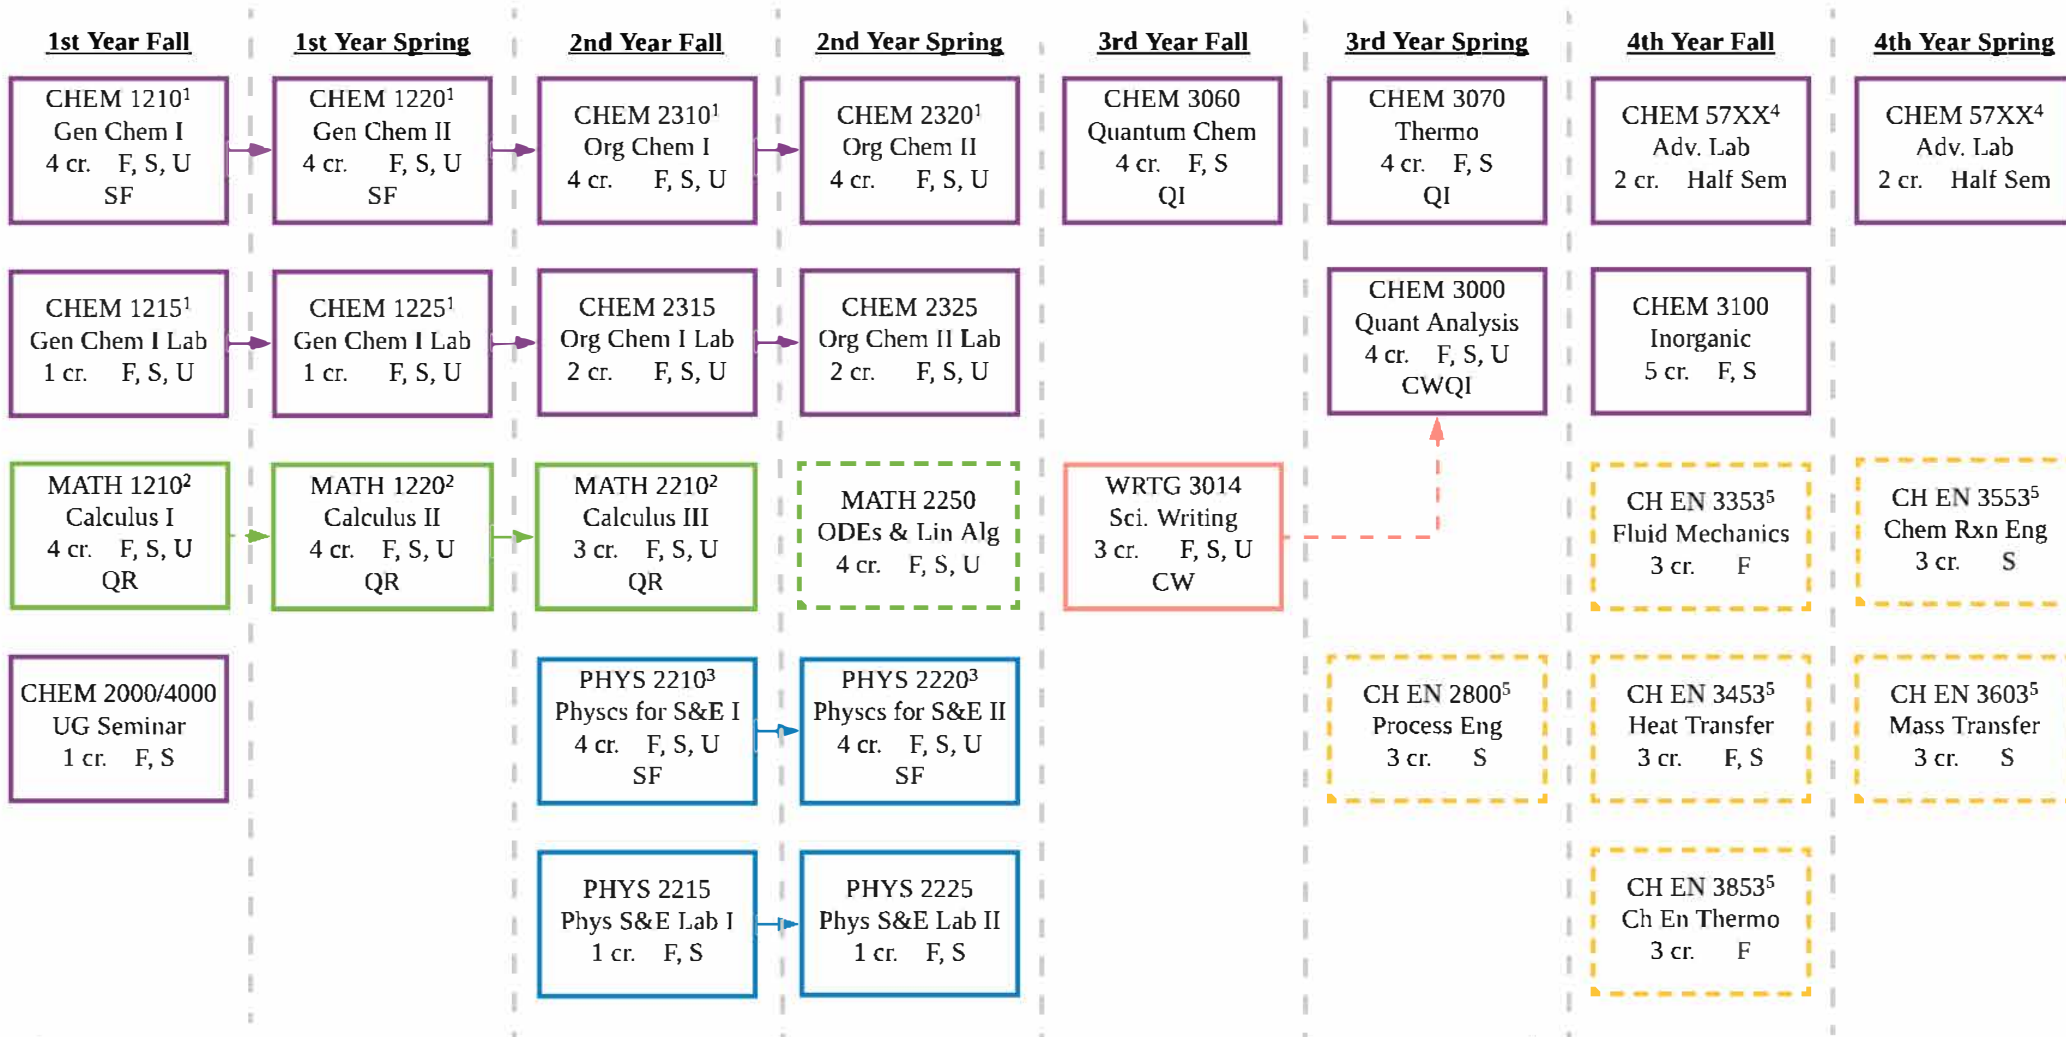 1st Year Fall
CHEM 1210¹
Gen Chem I
4 cr. F, S, U
SF
CHEM 1215¹
Gen Chem I Lab
1 cr. F, S, U
MATH 1210²
Calculus I
4 cr. F, S, U
QR
CHEM 2000/4000
UG Seminar
1 cr. F, S
1st Year Spring
CHEM 1220¹
Gen Chem II
4 cr. F, S, U
SF
CHEM 1225¹
Gen Chem I Lab
1 cr. F, S, U
MATH 1220²
Calculus II
4 cr. F, S, U
QR
2nd Year Fall
CHEM 2310¹
Org Chem I
4 cr. F, S, U
CHEM 2315
Org Chem I Lab
2 cr. F, S, U
MATH 2210²
Calculus III
3 cr. F, S, U
QR
PHYS 2210³
Physcs for S&E I
4 cr. F, S, U
SF
PHYS 2215
Phys S&E Lab I
1 cr. F, S
2nd Year Spring
CHEM 2320¹
Org Chem II
4 cr. F, S, U
CHEM 2325
Org Chem II Lab
2 cr. F, S, U
MATH 2250
ODEs & Lin Alg
4 cr. F, S, U
PHYS 2220³
Physcs for S&E II
4 cr. F, S, U
SF
PHYS 2225
Phys S&E Lab II
1 cr. F, S
3rd Year Fall
CHEM 3060
Quantum Chem
4 cr. F, S
QI
WRTG 3014
Sci. Writing
3 cr. F, S, U
CW
3rd Year Spring
CHEM 3070
Thermo
4 cr. F, S
QI
CHEM 3000
Quant Analysis
4 cr. F, S, U
CWQI
CH EN 2800⁵
Process Eng
3 cr. S
4th Year Fall
CHEM 57XX⁴
Adv. Lab
2 cr. Half Sem
CHEM 3100
Inorganic
5 cr. F, S
CH EN 3353⁵
Fluid Mechanics
3 cr. F
CH EN 3453⁵
Heat Transfer
3 cr. F, S
CH EN 3853⁵
Ch En Thermo
3 cr. F
4th Year Spring
CHEM 57XX⁴
Adv. Lab
2 cr. Half Sem
CH EN 3553⁵
Chem Rxn Eng
3 cr. S
CH EN 3603⁵
Mass Transfer
3 cr. S